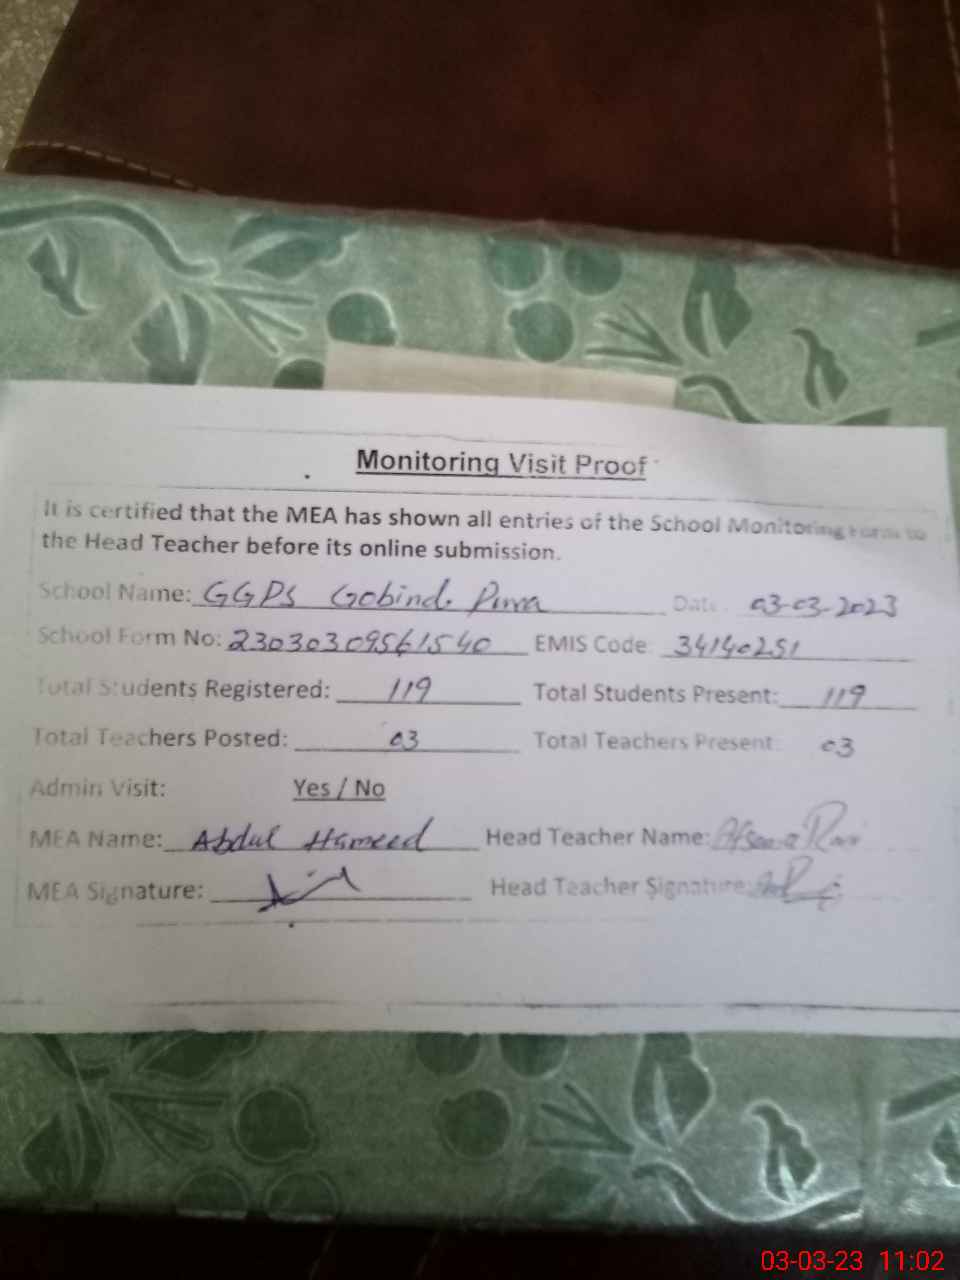 Monitoring Visit Proof
It is certified that the MEA has shown all entries of the School Monitoring Form to
the Head Teacher before its online submission.
School Name: GGPS Gobind Pura Date: 03-03-2023
School Form No: 23030309561540 EMIS Code: 34140251
Total Students Registered: 119 Total Students Present: 119
Total Teachers Posted: 03 Total Teachers Present: 03
Admin Visit: Yes / No
MEA Name: Abdul Hameed Head Teacher Name:
MEA Signature: Head Teacher Signature:
03-03-23 11:02